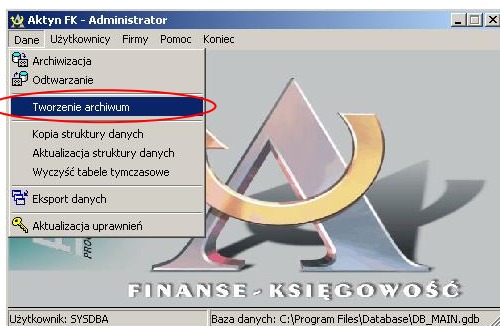 Aktyn FK - Administrator
Dane Użytkownicy Firmy Pomoc Koniec
Archiwizacja
Odtwarzanie
Tworzenie archiwum
Kopia struktury danych
Aktualizacja struktury danych
Wyczyść tabele tymczasowe
Eksport danych
Aktualizacja uprawnień
FINANSE - KSIĘGOWOŚĆ
Użytkownik: SYSDBA Baza danych: C:\Program Files\Database\DB_MAIN.gdb